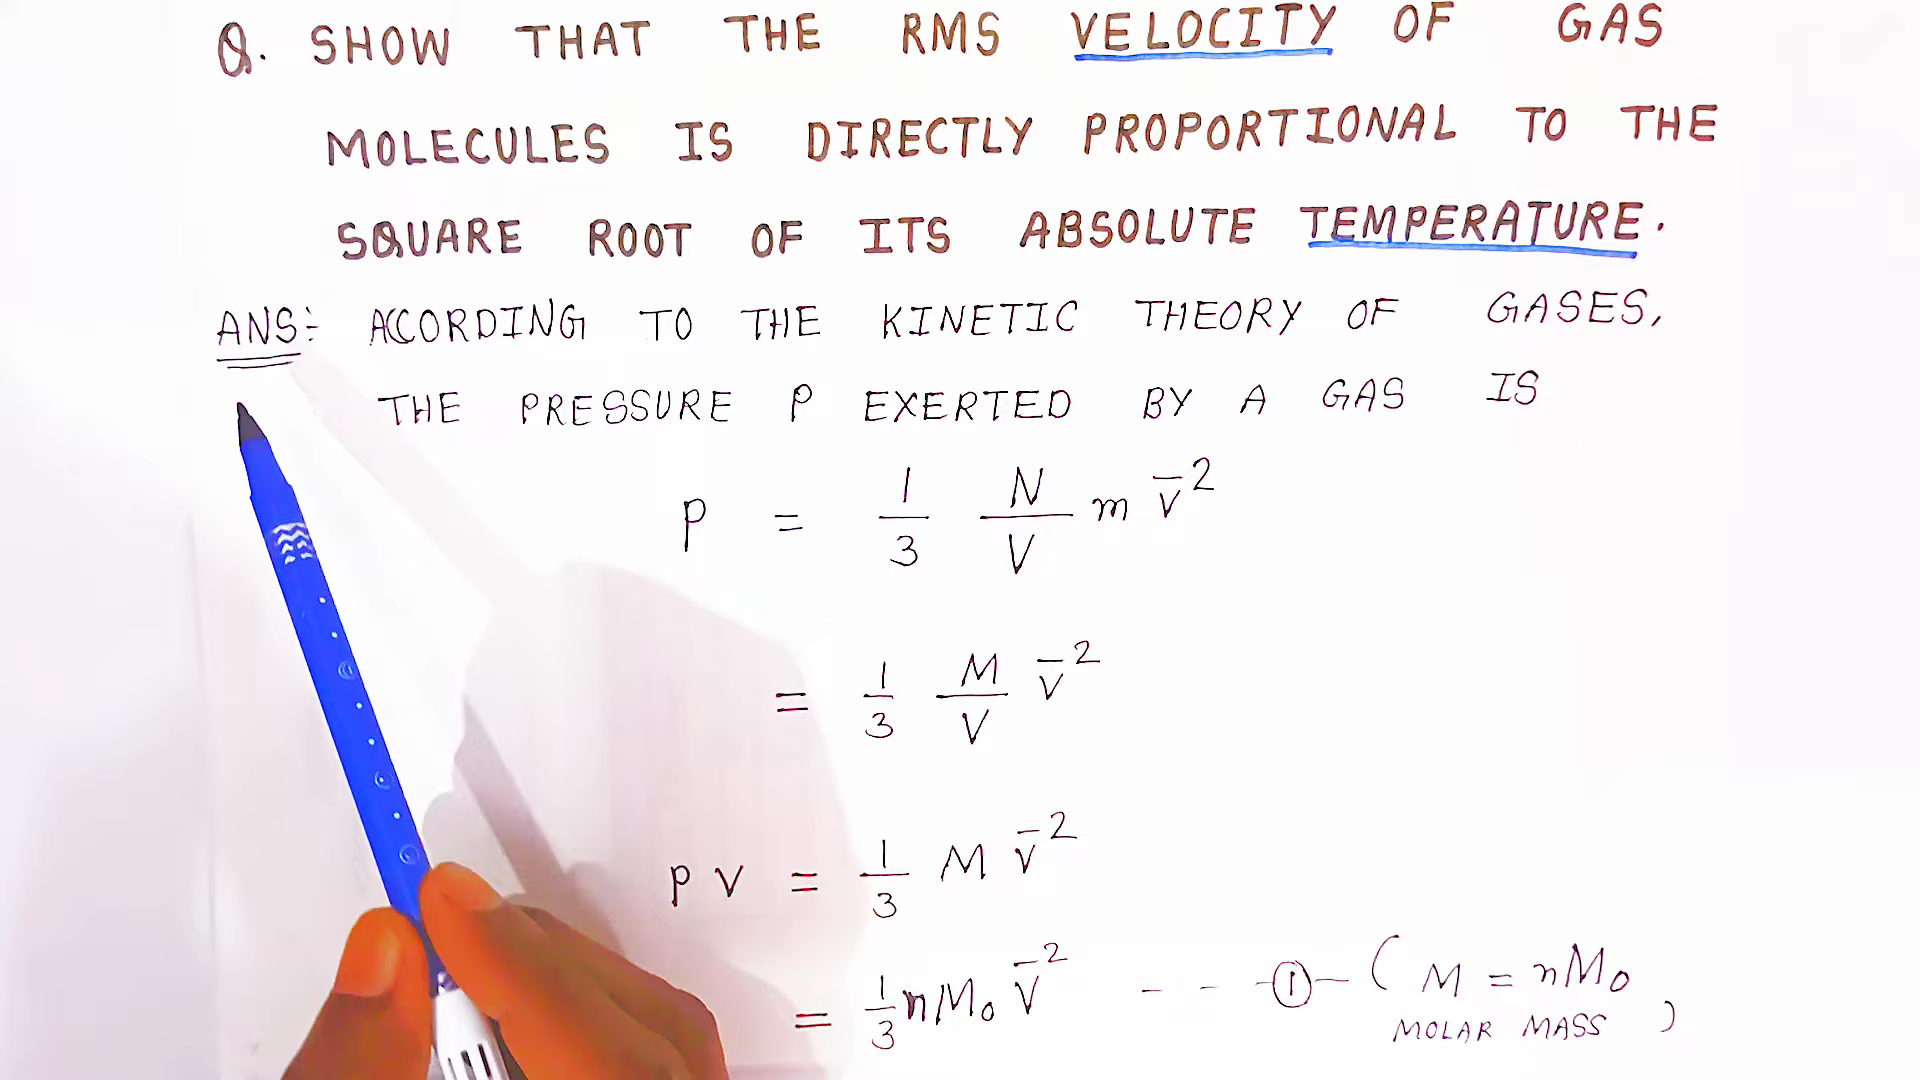 Q. SHOW THAT THE RMS VELOCITY OF GAS
MOLECULES IS DIRECTLY PROPORTIONAL TO THE
SQUARE ROOT OF ITS ABSOLUTE TEMPERATURE.
ANS:- ACCORDING TO THE KINETIC THEORY OF GASES,
THE PRESSURE P EXERTED BY A GAS IS
P = 1/3 N/V m v̅²
= 1/3 M/V v̅²
PV = 1/3 M v̅²
= 1/3 nM₀ v̅² - - - ① - ( M = nM₀
MOLAR MASS )